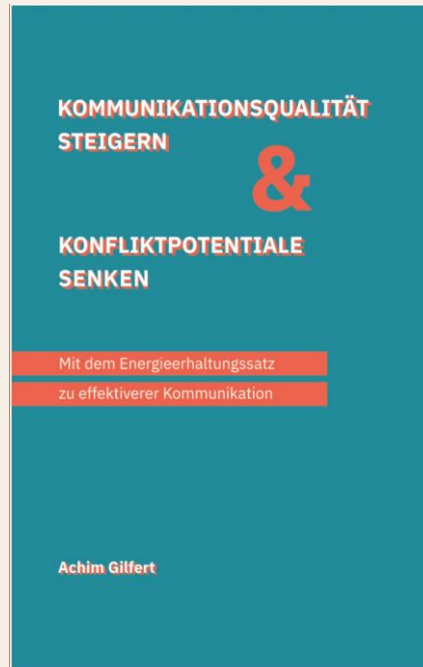 KOMMUNIKATIONSQUALITÄT
STEIGERN
&
KONFLIKTPOTENTIALE
SENKEN
Mit dem Energieerhaltungssatz
zu effektiverer Kommunikation
Achim Gilfert